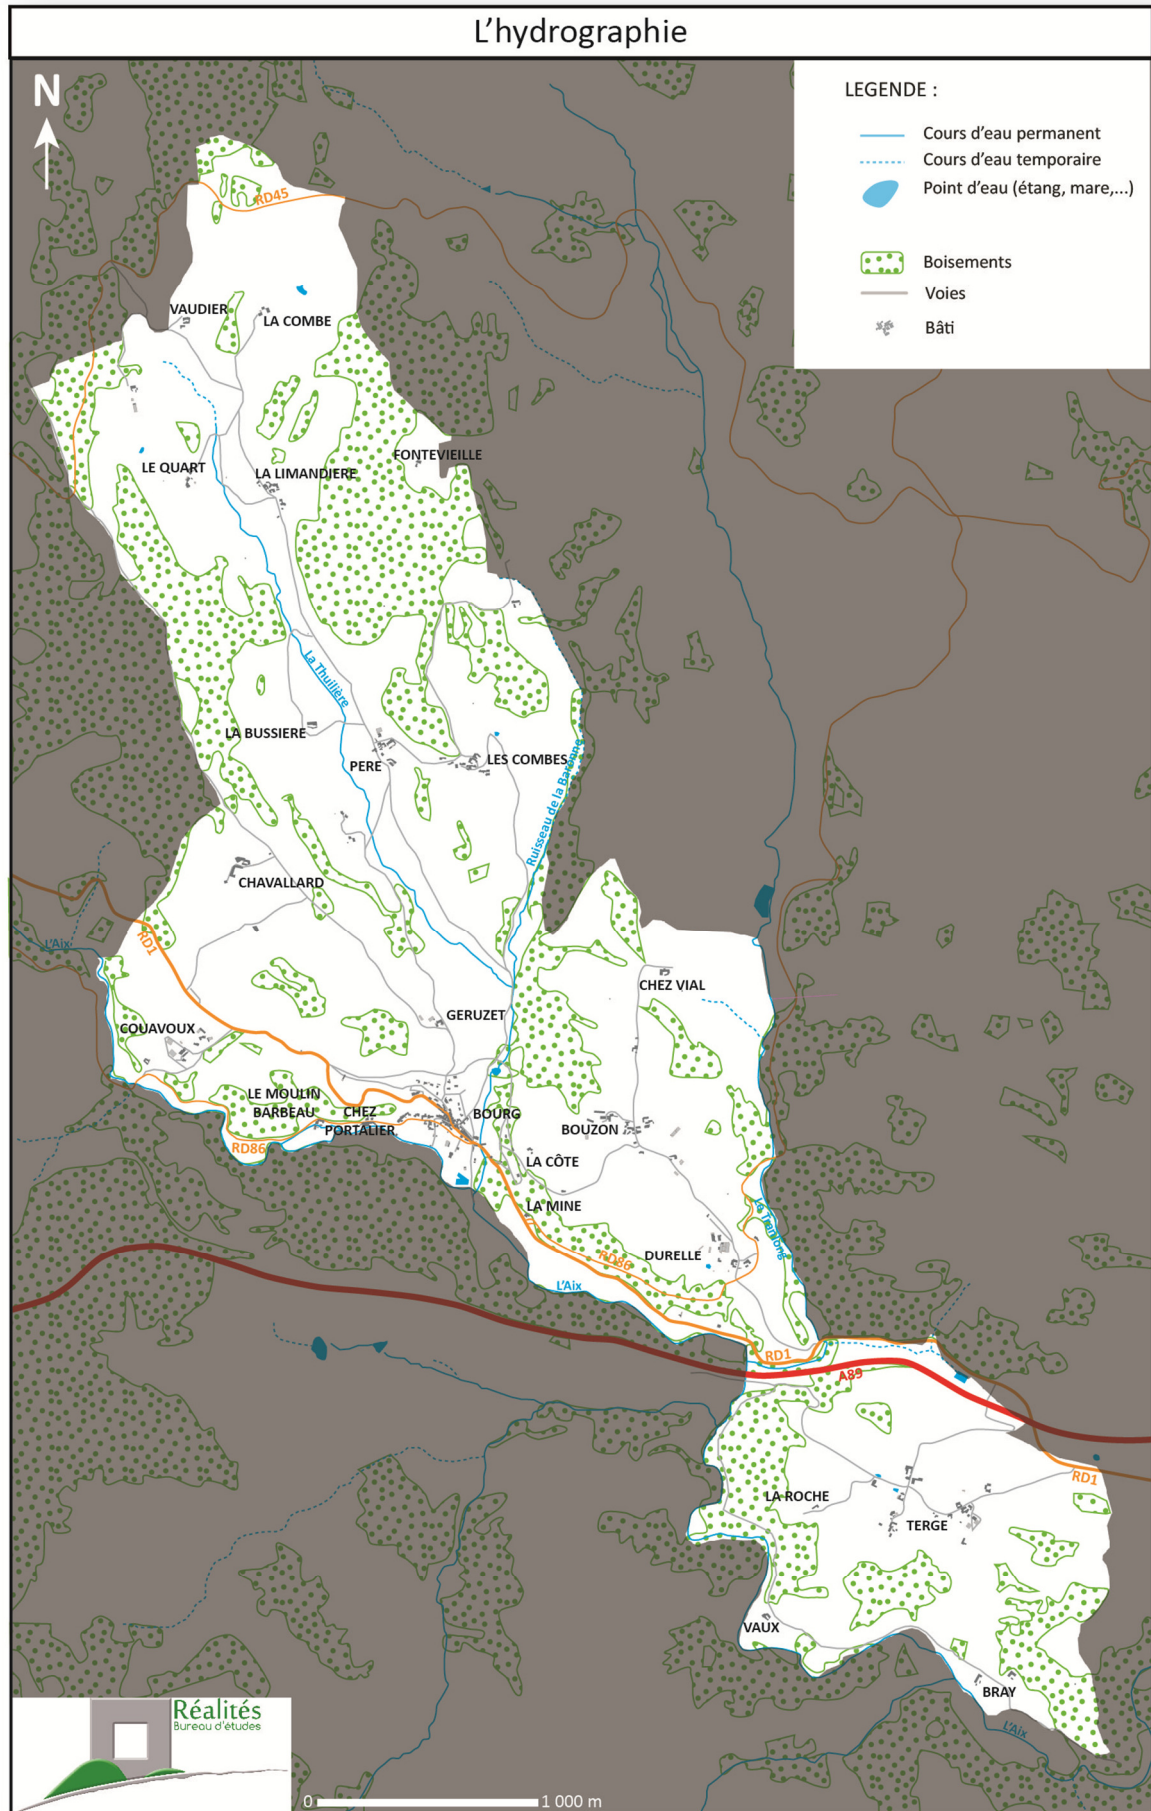 L'hydrographie
N
LEGENDE :
Cours d'eau permanent
Cours d'eau temporaire
Point d'eau (étang, mare,...)
Boisements
Voies
Bâti
RD45
VAUDIER
LA COMBE
FONTEVIEILLE
LE QUART
LA LIMANDIERE
La Thuilière
LA BUSSIERE
PERE
LES COMBES
Ruisseau de la Baronne
CHAVALLARD
RD1
L'Aix
CHEZ VIAL
GERUZET
COUAVOUX
LE MOULIN
BARBEAU
CHEZ
PORTALIER
BOURG
BOUZON
RD86
LA CÔTE
LA MINE
DURELLE
RD86
L'Aix
RD1
A89
RD1
LA ROCHE
TERGE
VAUX
BRAY
L'Aix
Réalités
Bureau d'études
0
1 000 m